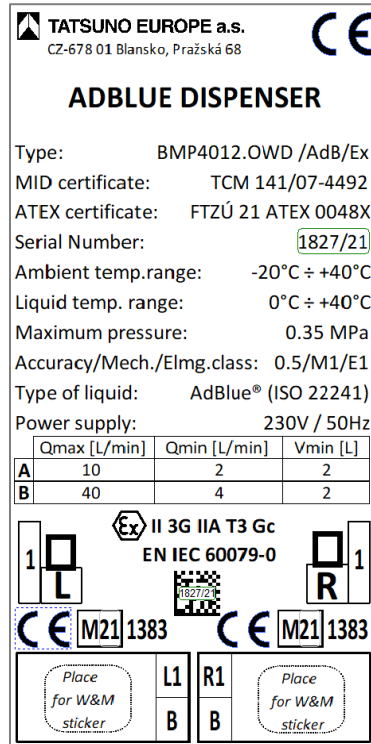 TATSUNO EUROPE a.s.
CZ-678 01 Blansko, Pražská 68
CE
ADBLUE DISPENSER
Type: BMP4012.OWD /AdB/Ex
MID certificate: TCM 141/07-4492
ATEX certificate: FTZÚ 21 ATEX 0048X
Serial Number: 1827/21
Ambient temp.range: -20°C ÷ +40°C
Liquid temp. range: 0°C ÷ +40°C
Maximum pressure: 0.35 MPa
Accuracy/Mech./Elmg.class: 0.5/M1/E1
Type of liquid: AdBlue® (ISO 22241)
Power supply: 230V / 50Hz
Qmax [L/min] Qmin [L/min] Vmin [L]
A 10 2 2
B 40 4 2
Ex II 3G IIA T3 Gc
EN IEC 60079-0
1 L
1827/21
R 1
CE M21 1383
CE M21 1383
Place
for W&M
sticker
L1
B
R1
B
Place
for W&M
sticker